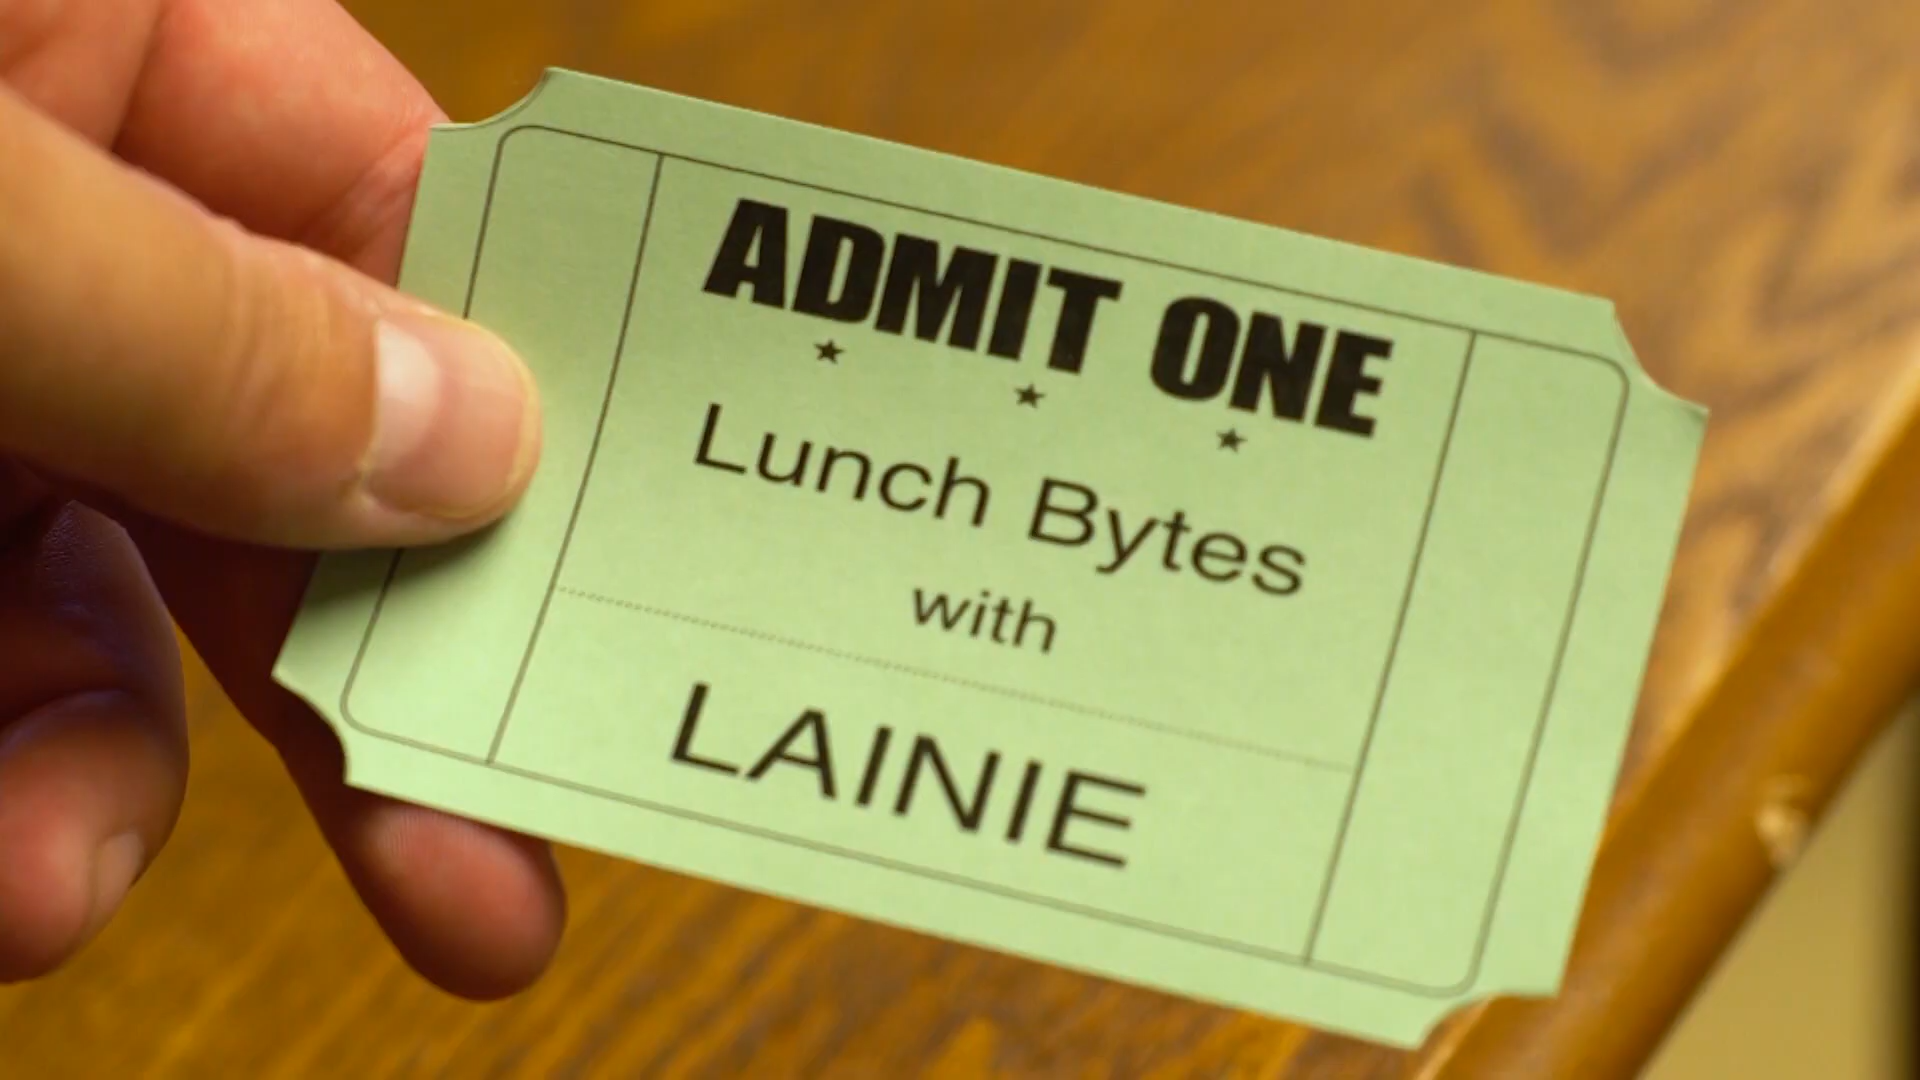 ADMIT ONE
★ ★ ★
Lunch Bytes
with
LAINIE